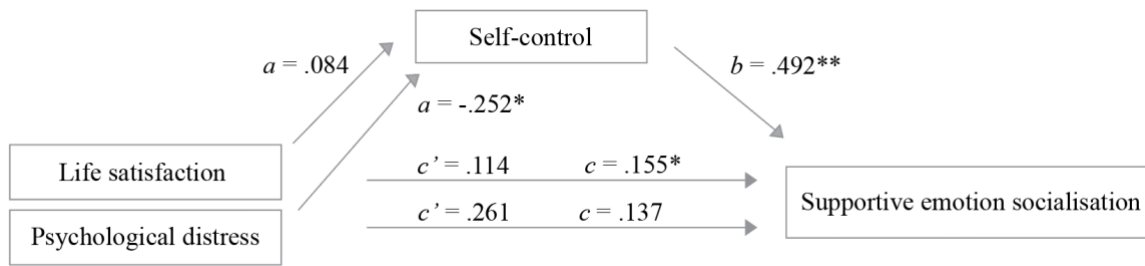 Self-control
a = .084
b = .492**
a = -.252*
Life satisfaction
c’ = .114 c = .155*
Supportive emotion socialisation
Psychological distress
c’ = .261 c = .137